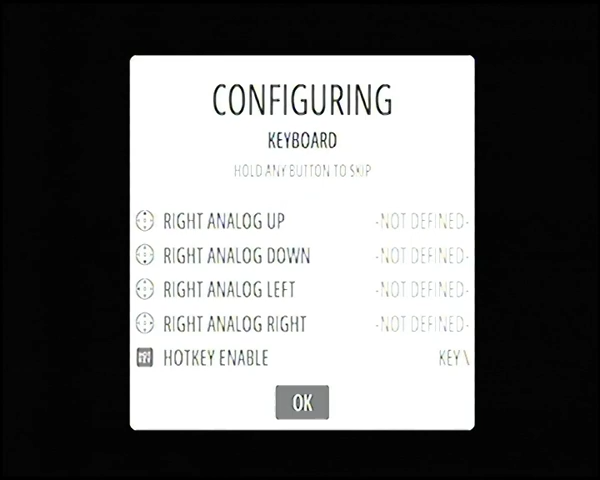 CONFIGURING
KEYBOARD
HOLD ANY BUTTON TO SKIP
RIGHT ANALOG UP -NOT DEFINED-
RIGHT ANALOG DOWN -NOT DEFINED-
RIGHT ANALOG LEFT -NOT DEFINED-
RIGHT ANALOG RIGHT -NOT DEFINED-
HOTKEY ENABLE KEY \
OK